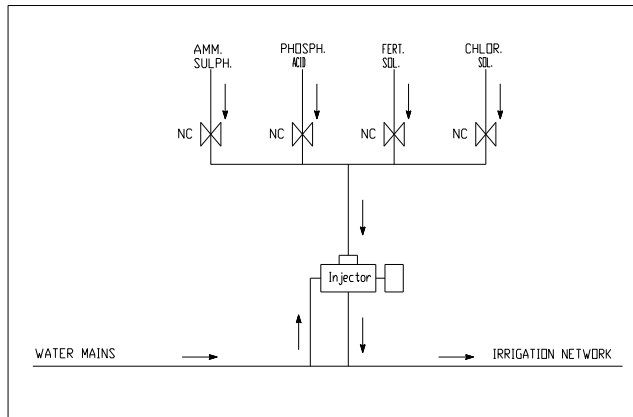 AMM.
SULPH.
PHOSPH.
ACID
FERT.
SOL.
CHLOR.
SOL.
NC
NC
NC
NC
Injector
WATER MAINS
IRRIGATION NETWORK